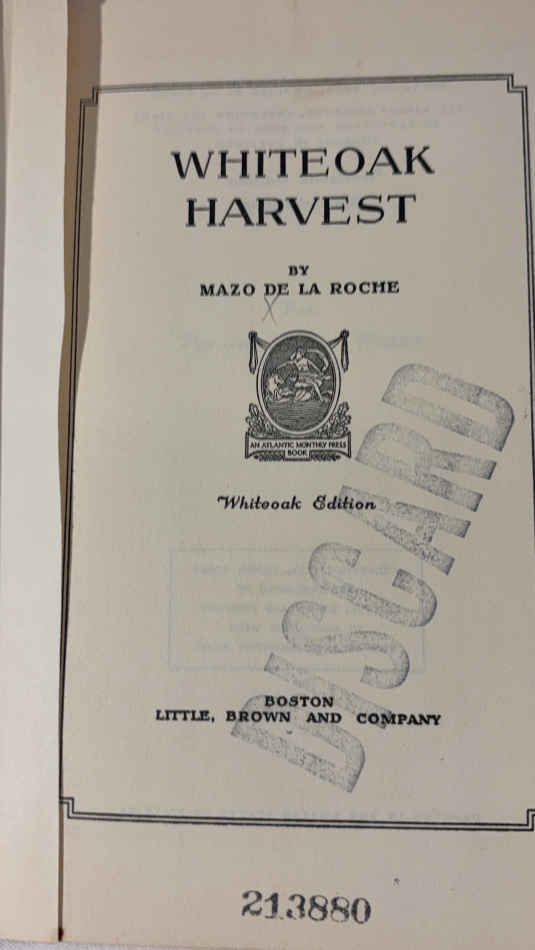 WHITEOAK
HARVEST
BY
MAZO DE LA ROCHE
AN ATLANTIC MONTHLY PRESS
BOOK
Whiteoak Edition
DISCARD
BOSTON
LITTLE, BROWN AND COMPANY
213880